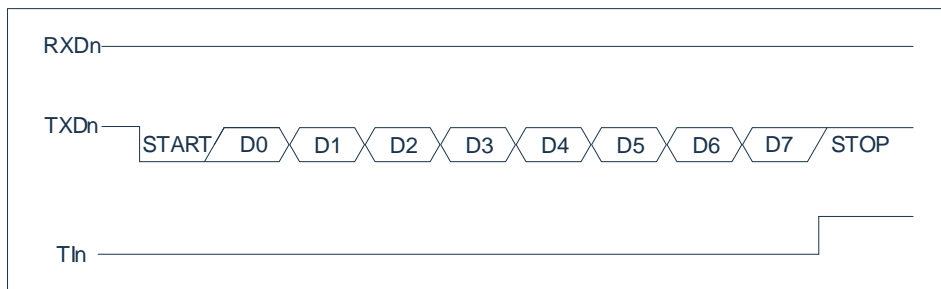 RXDn
TXDn
START D0 D1 D2 D3 D4 D5 D6 D7 STOP
TIn